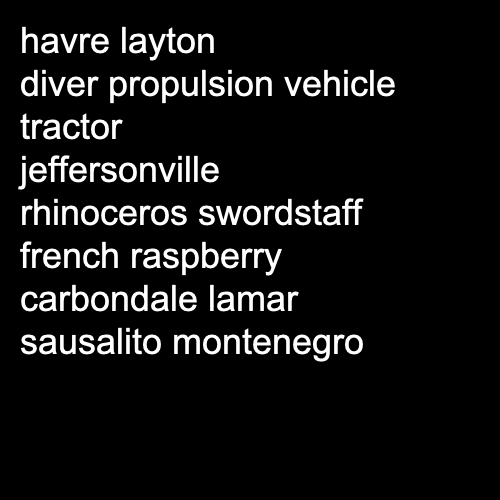 havre layton
diver propulsion vehicle
tractor
jeffersonville
rhinoceros swordstaff
french raspberry
carbondale lamar
sausalito montenegro